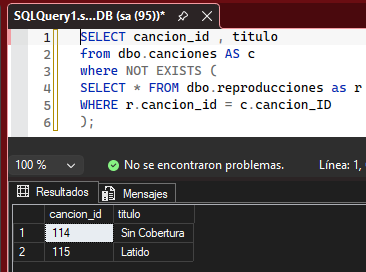 SQLQuery1.s...DB (sa (95))*
1 SELECT cancion_id , titulo
2 from dbo.canciones AS c
3 where NOT EXISTS (
4 SELECT * FROM dbo.reproducciones as r
5 WHERE r.cancion_id = c.cancion_ID
6 );
100 %
No se encontraron problemas.
Línea: 1,
Resultados
Mensajes
cancion_id titulo
1 114 Sin Cobertura
2 115 Latido